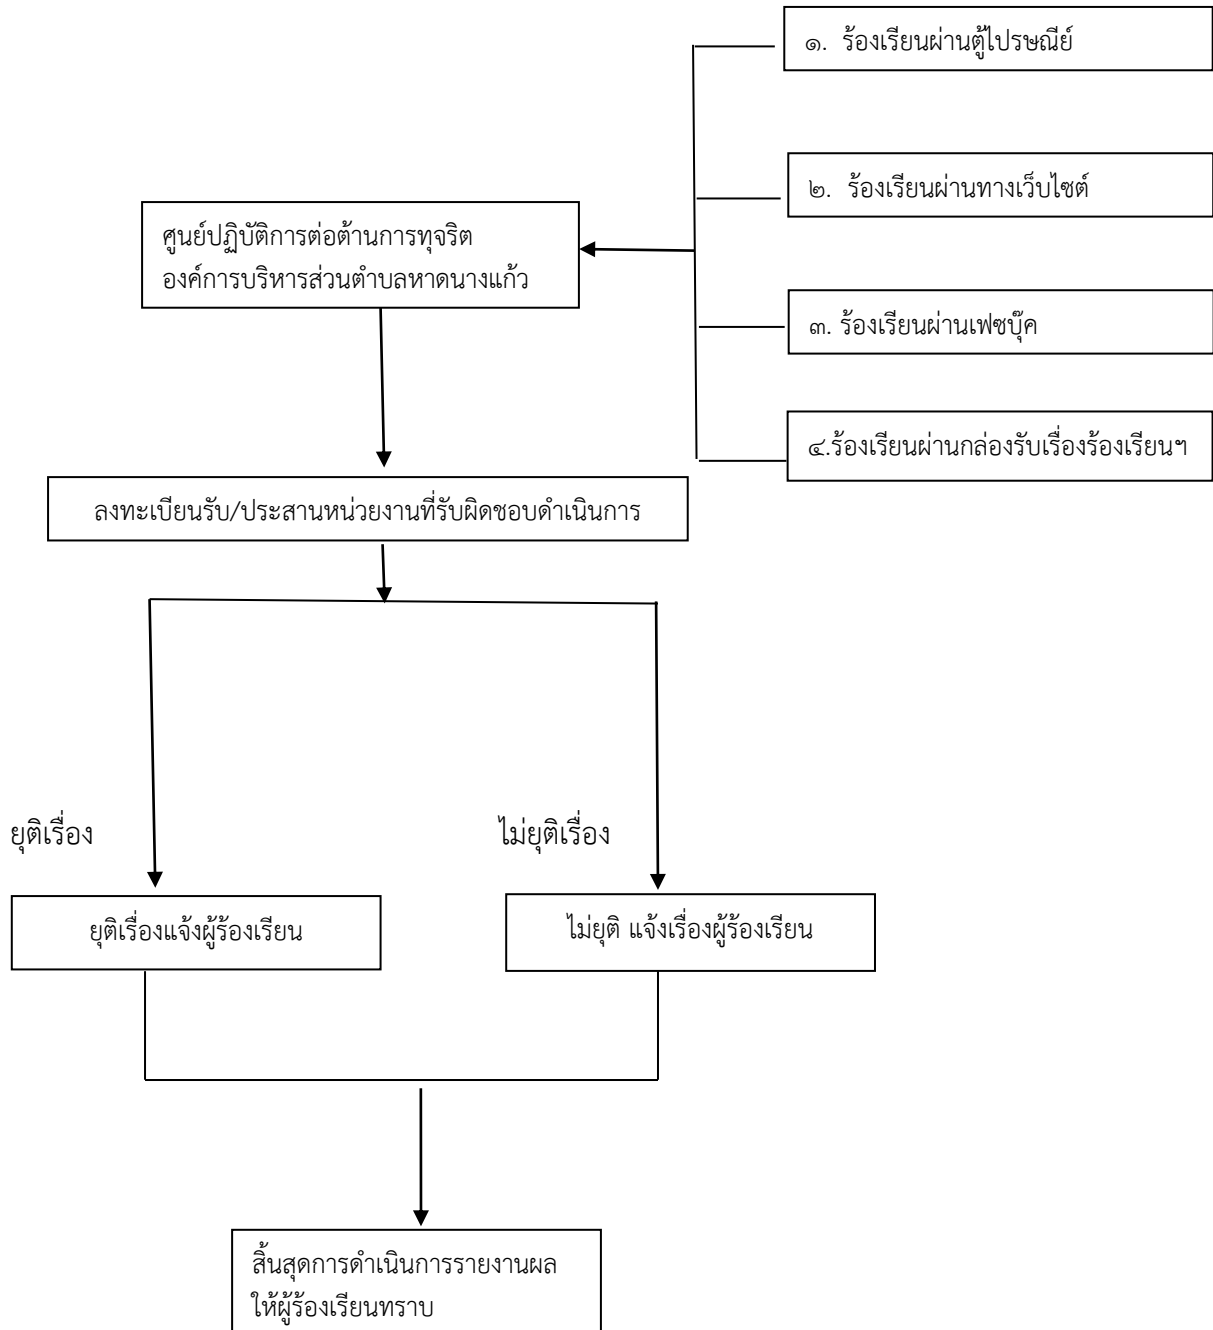 ๑. ร้องเรียนผ่านตู้ไปรษณีย์
๒. ร้องเรียนผ่านทางเว็บไซต์
ศูนย์ปฏิบัติการต่อต้านการทุจริต
องค์การบริหารส่วนตำบลหาดนางแก้ว
๓. ร้องเรียนผ่านเฟซบุ๊ค
๔.ร้องเรียนผ่านกล่องรับเรื่องร้องเรียนฯ
ลงทะเบียนรับ/ประสานหน่วยงานที่รับผิดชอบดำเนินการ
ยุติเรื่อง
ไม่ยุติเรื่อง
ยุติเรื่องแจ้งผู้ร้องเรียน
ไม่ยุติ แจ้งเรื่องผู้ร้องเรียน
สิ้นสุดการดำเนินการรายงานผล
ให้ผู้ร้องเรียนทราบ